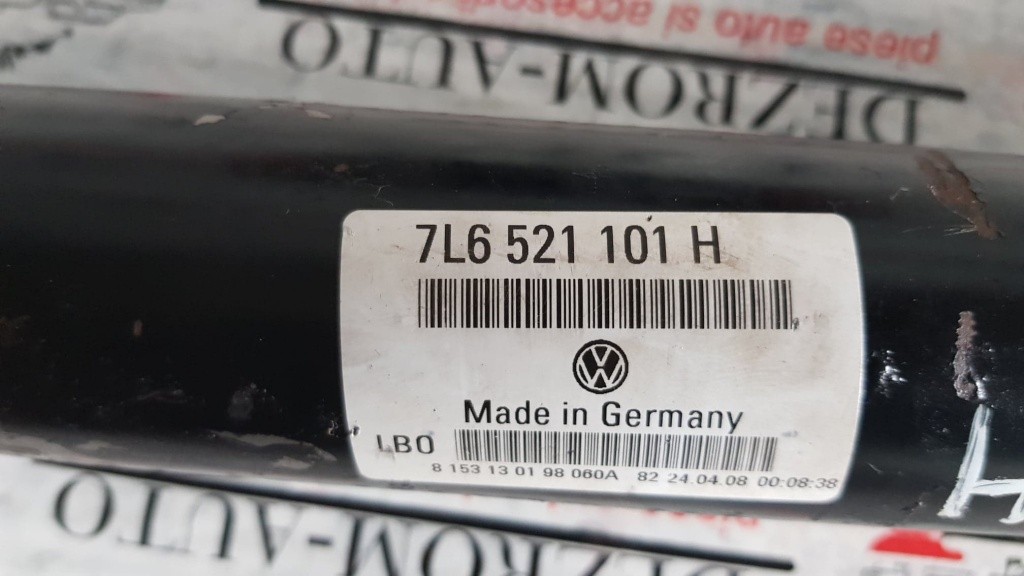 piese auto si accesorii
DEZROM-AUTO
7L6 521 101 H
Made in Germany
LBO
8 153 13 01 98 060A 82 24.04.08 00:08:38
DEZROM-AUTO